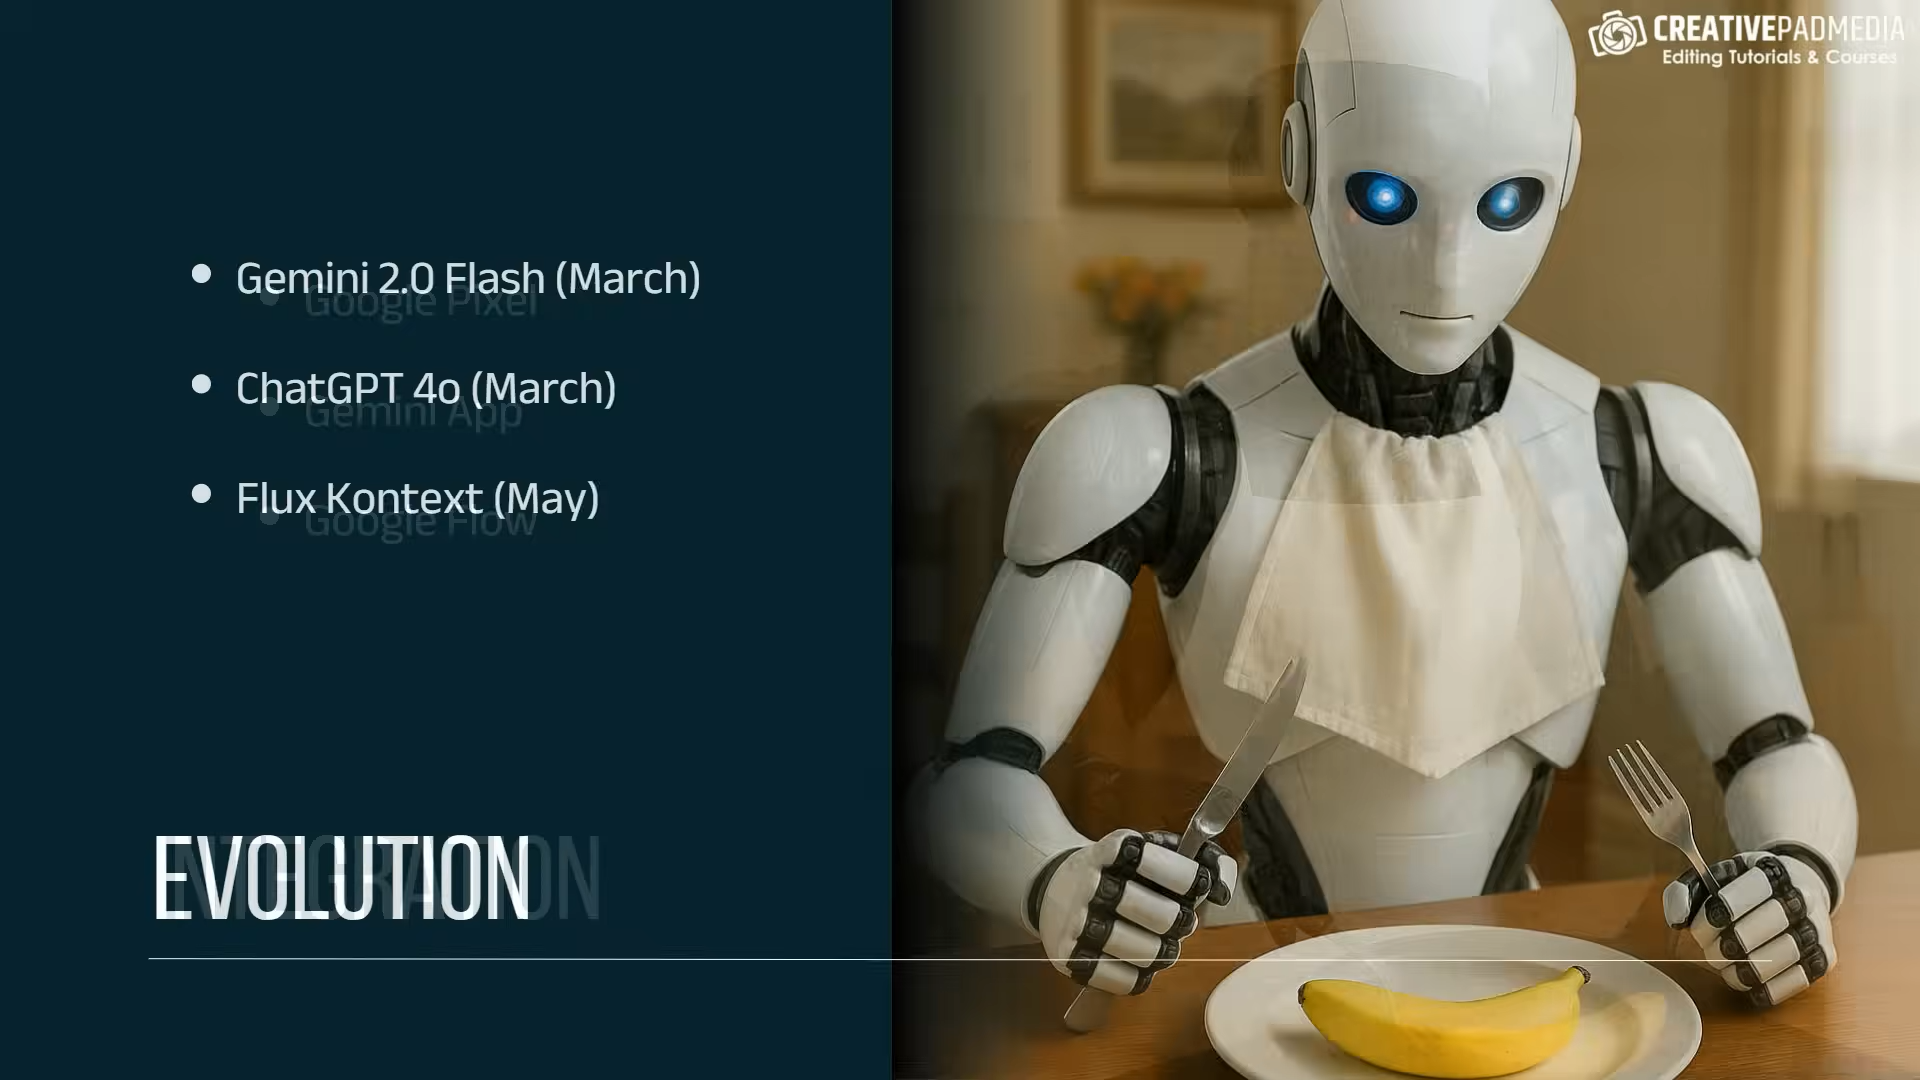 CREATIVEPADMEDIA
Editing Tutorials & Courses
• Gemini 2.0 Flash (March)
Google Pixel
• ChatGPT 4o (March)
Gemini App
• Flux Kontext (May)
Google Flow
EVOLUTION
INTEGRATION